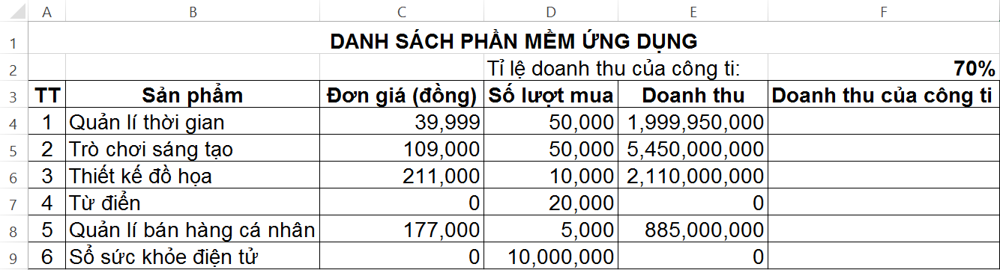 A B C D E F
1 DANH SÁCH PHẦN MỀM ỨNG DỤNG
2 Tỉ lệ doanh thu của công ti: 70%
3 TT Sản phẩm Đơn giá (đồng) Số lượt mua Doanh thu Doanh thu của công ti
4 1 Quản lí thời gian 39,999 50,000 1,999,950,000
5 2 Trò chơi sáng tạo 109,000 50,000 5,450,000,000
6 3 Thiết kế đồ họa 211,000 10,000 2,110,000,000
7 4 Từ điển 0 20,000 0
8 5 Quản lí bán hàng cá nhân 177,000 5,000 885,000,000
9 6 Sổ sức khỏe điện tử 0 10,000,000 0